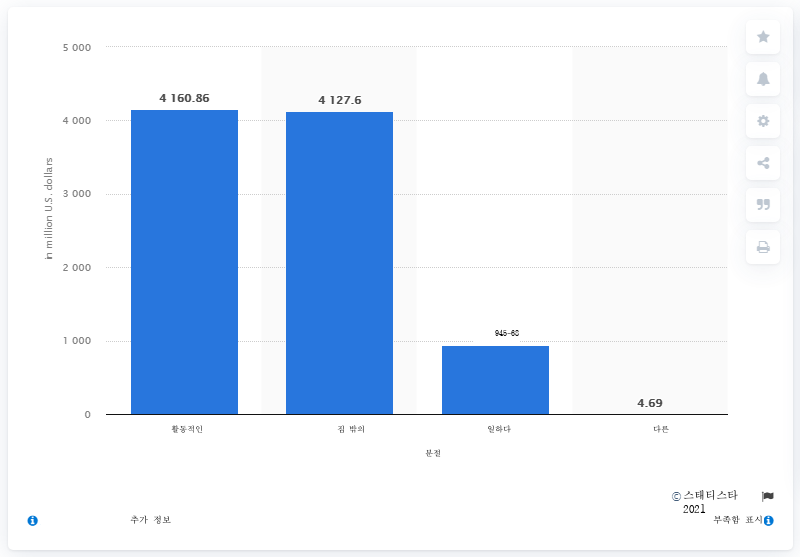 5 000
4 160.86
4 127.6
4 000
3 000
in million U.S. dollars
2 000
945-68
1 000
4.69
0
활동적인
집 밖의
일하다
다른
분절
© 스태티스타 2021
추가 정보
부족함 표시